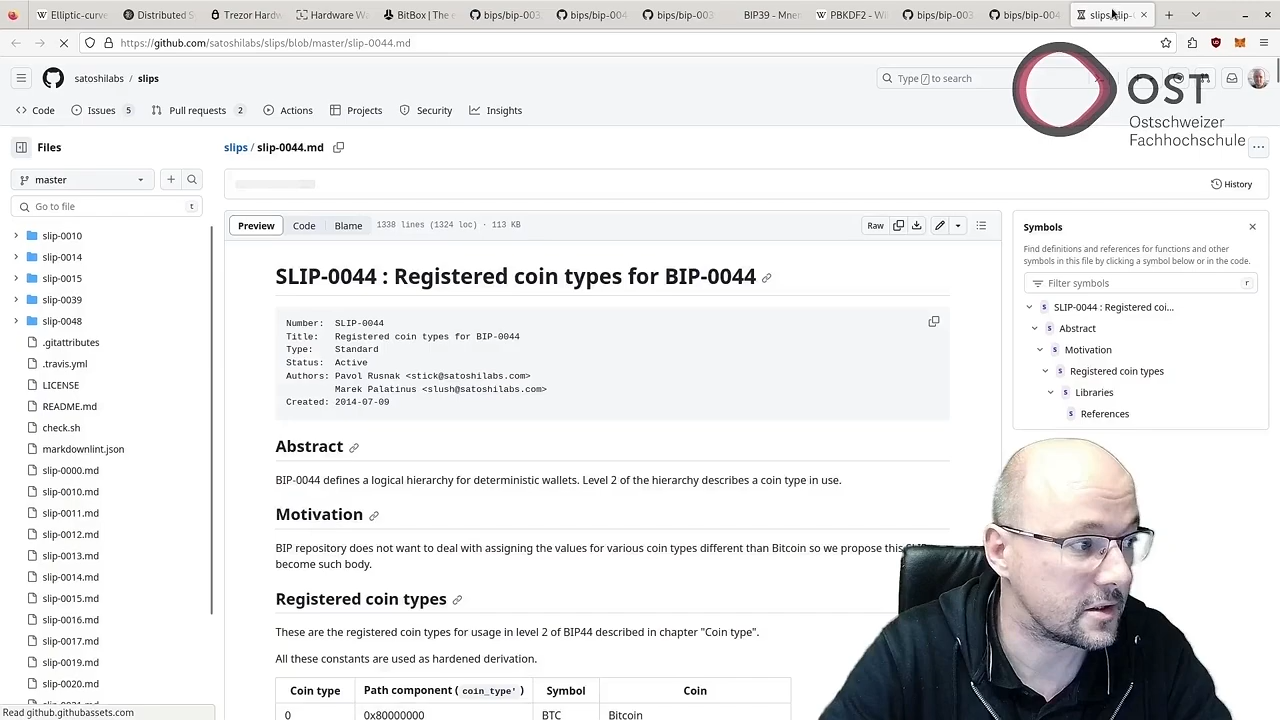 Elliptic-curve
Distributed S
Trezor Hardw
Hardware Wa
BitBox | The e
bips/bip-003
bips/bip-004
bips/bip-003
BIP39 - Mnem
PBKDF2 - Wi
bips/bip-003
bips/bip-004
slips/slip-
https://github.com/satoshilabs/slips/blob/master/slip-0044.md
satoshilabs / slips
Type / to search
Code
Issues 5
Pull requests 2
Actions
Projects
Security
Insights
OST
Ostschweizer
Fachhochschule
Files
slips / slip-0044.md
master
History
Go to file t
Preview
Code
Blame
1338 lines (1324 loc) · 113 KB
Raw
slip-0010
slip-0014
slip-0015
slip-0039
slip-0048
.gitattributes
.travis.yml
LICENSE
README.md
check.sh
markdownlint.json
slip-0000.md
slip-0010.md
slip-0011.md
slip-0012.md
slip-0013.md
slip-0014.md
slip-0015.md
slip-0016.md
slip-0017.md
slip-0019.md
slip-0020.md
slip-0021.md
Read github.githubassets.com
SLIP-0044 : Registered coin types for BIP-0044
Number: SLIP-0044
Title: Registered coin types for BIP-0044
Type: Standard
Status: Active
Authors: Pavol Rusnak <stick@satoshilabs.com>
Marek Palatinus <slush@satoshilabs.com>
Created: 2014-07-09
Abstract
BIP-0044 defines a logical hierarchy for deterministic wallets. Level 2 of the hierarchy describes a coin type in use.
Motivation
BIP repository does not want to deal with assigning the values for various coin types different than Bitcoin so we propose this
become such body.
Registered coin types
These are the registered coin types for usage in level 2 of BIP44 described in chapter "Coin type".
All these constants are used as hardened derivation.
Coin type Path component ( coin_type' ) Symbol Coin
0 0x80000000 BTC Bitcoin
Symbols
Find definitions and references for functions and other
symbols in this file by clicking a symbol below or in the code.
Filter symbols r
S SLIP-0044 : Registered coi...
S Abstract
S Motivation
S Registered coin types
S Libraries
S References